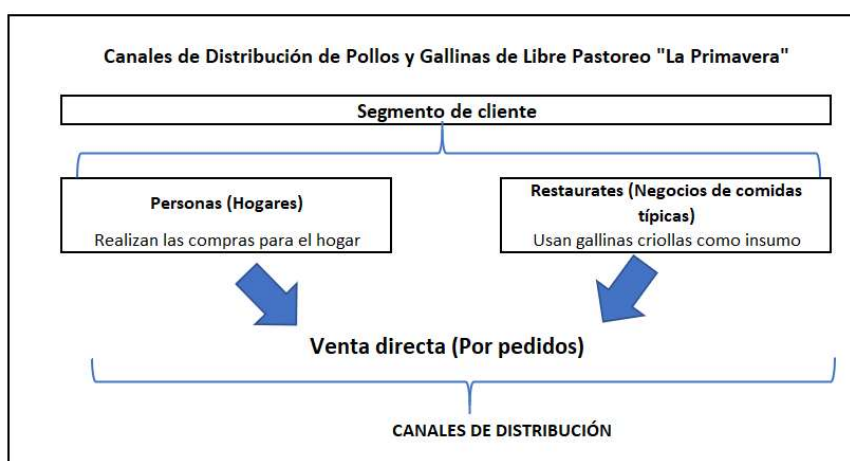 Canales de Distribución de Pollos y Gallinas de Libre Pastoreo "La Primavera"
Segmento de cliente
Personas (Hogares)
Realizan las compras para el hogar
Restaurates (Negocios de comidas
típicas)
Usan gallinas criollas como insumo
Venta directa (Por pedidos)
CANALES DE DISTRIBUCIÓN